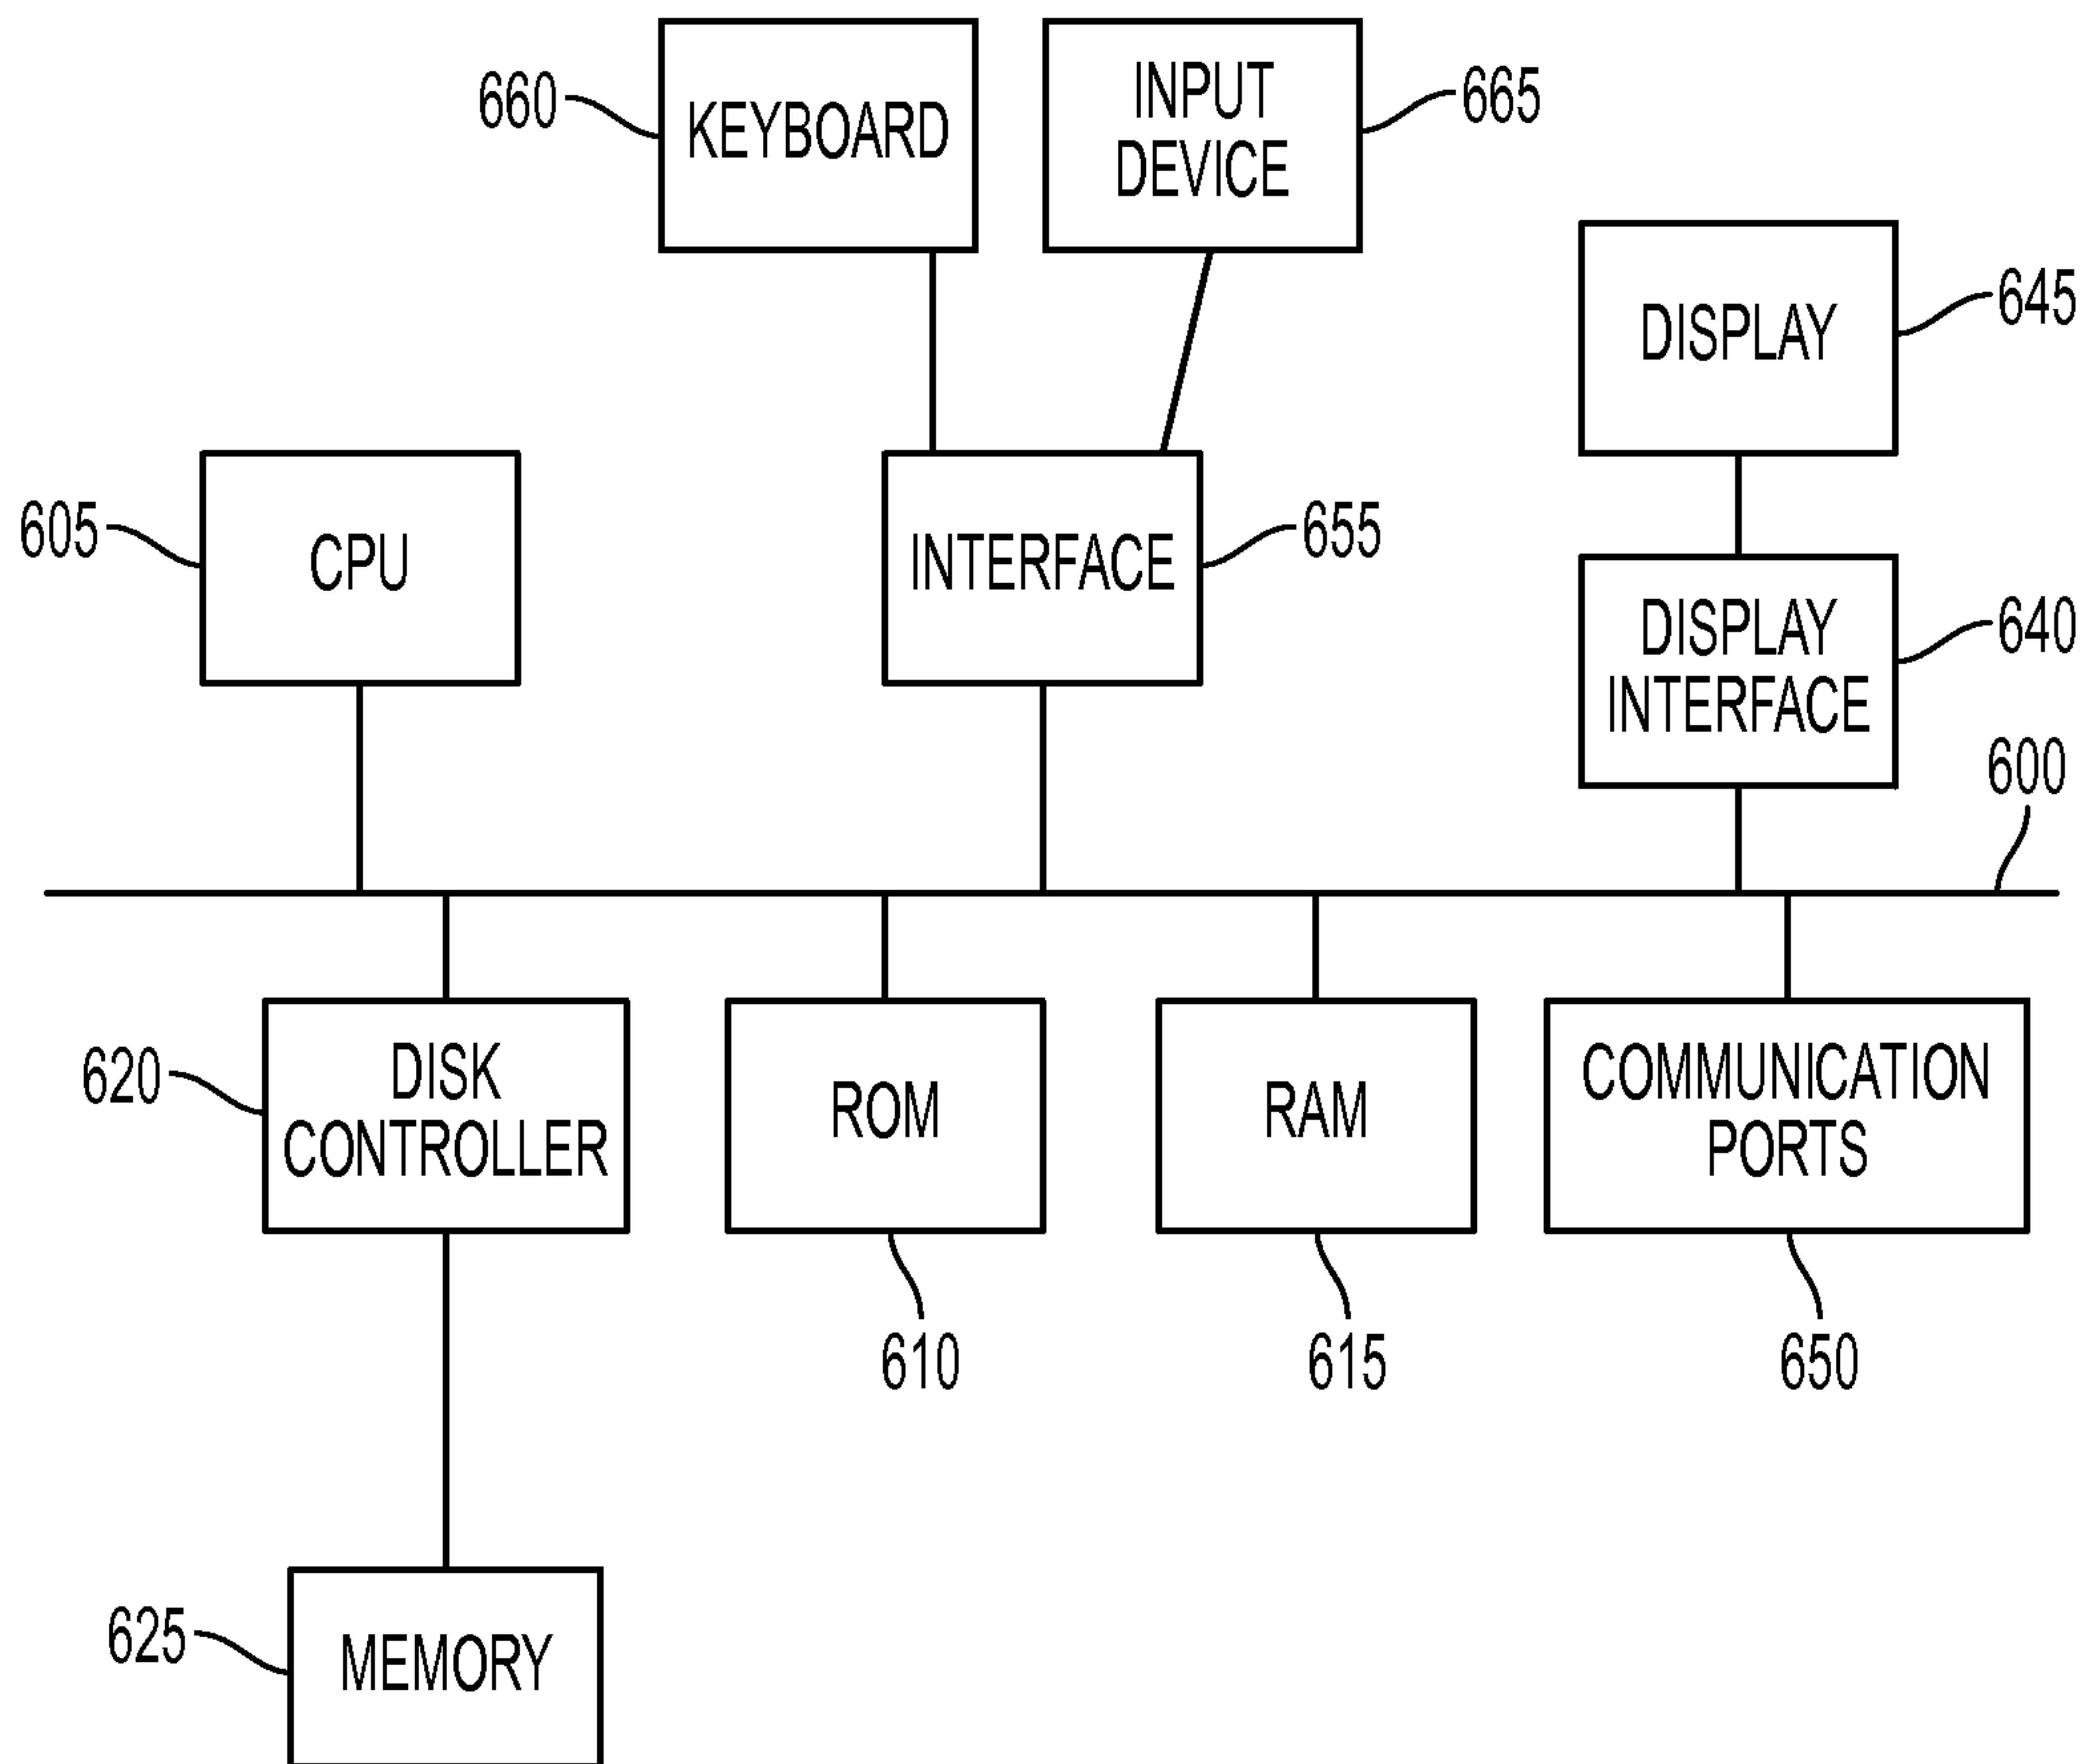 660
KEYBOARD
INPUT
DEVICE
665
DISPLAY
645
605
CPU
INTERFACE
655
DISPLAY
INTERFACE
640
600
620
DISK
CONTROLLER
ROM
RAM
COMMUNICATION
PORTS
610
615
650
625
MEMORY